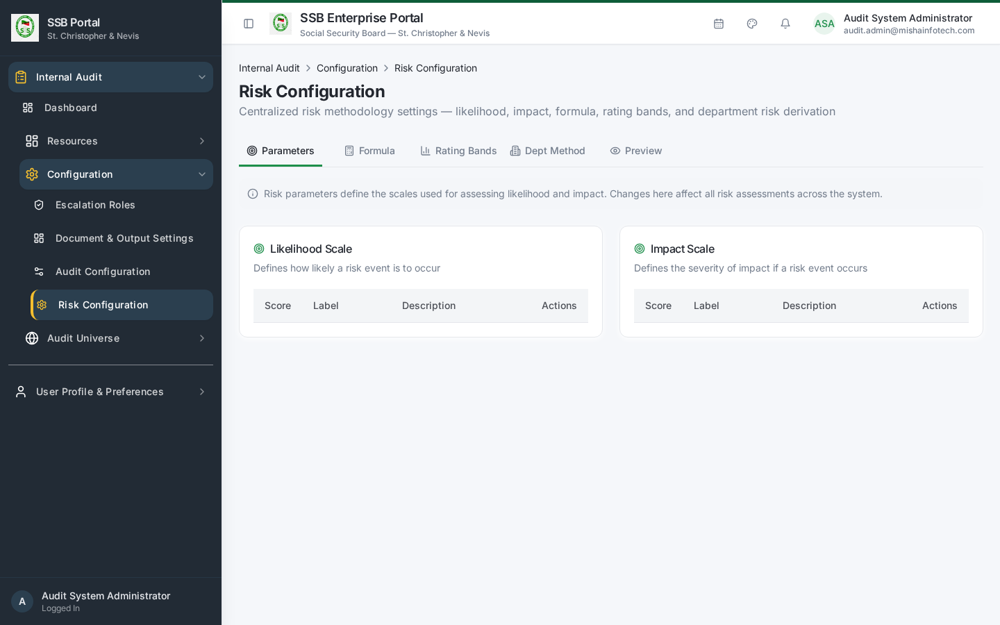 SSB Portal
St. Christopher & Nevis
Internal Audit
Dashboard
Resources
Configuration
Escalation Roles
Document & Output Settings
Audit Configuration
Risk Configuration
Audit Universe
User Profile & Preferences
A
Audit System Administrator
Logged In
SSB Enterprise Portal
Social Security Board — St. Christopher & Nevis
ASA
Audit System Administrator
audit.admin@mishainfotech.com
Internal Audit > Configuration > Risk Configuration
Risk Configuration
Centralized risk methodology settings — likelihood, impact, formula, rating bands, and department risk derivation
Parameters Formula Rating Bands Dept Method Preview
Risk parameters define the scales used for assessing likelihood and impact. Changes here affect all risk assessments across the system.
Likelihood Scale
Defines how likely a risk event is to occur
Score Label Description Actions
Impact Scale
Defines the severity of impact if a risk event occurs
Score Label Description Actions